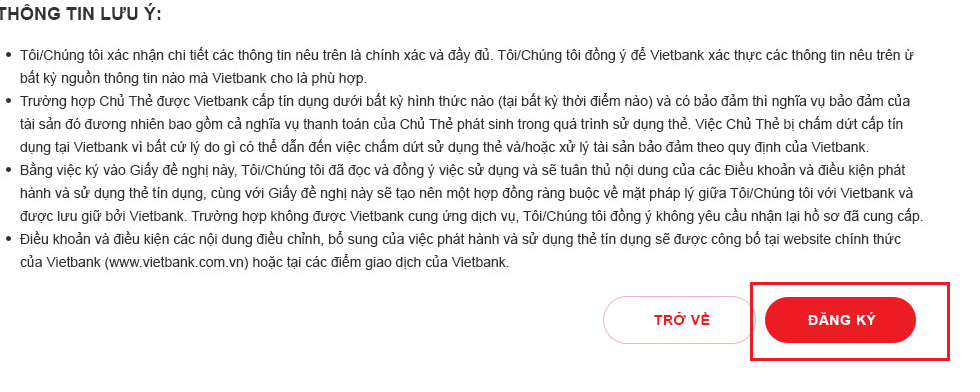 THÔNG TIN LƯU Ý:
• Tôi/Chúng tôi xác nhận chi tiết các thông tin nêu trên là chính xác và đầy đủ. Tôi/Chúng tôi đồng ý để Vietbank xác thực các thông tin nêu trên ừ
bất kỳ nguồn thông tin nào mà Vietbank cho là phù hợp.
• Trường hợp Chủ Thẻ được Vietbank cấp tín dụng dưới bất kỳ hình thức nào (tại bất kỳ thời điểm nào) và có bảo đảm thì nghĩa vụ bảo đảm của
tài sản đó đương nhiên bao gồm cả nghĩa vụ thanh toán của Chủ Thẻ phát sinh trong quá trình sử dụng thẻ. Việc Chủ Thẻ bị chấm dứt cấp tín
dụng tại Vietbank vì bất cứ lý do gì có thể dẫn đến việc chấm dứt sử dụng thẻ và/hoặc xử lý tài sản bảo đảm theo quy định của Vietbank.
• Bằng việc ký vào Giấy đề nghị này, Tôi/Chúng tôi đã đọc và đồng ý việc sử dụng và sẽ tuân thủ nội dung của các Điều khoản và điều kiện phát
hành và sử dụng thẻ tín dụng, cùng với Giấy đề nghị này sẽ tạo nên một hợp đồng ràng buộc về mặt pháp lý giữa Tôi/Chúng tôi với Vietbank và
được lưu giữ bởi Vietbank. Trường hợp không được Vietbank cung ứng dịch vụ, Tôi/Chúng tôi đồng ý không yêu cầu nhận lại hồ sơ đã cung cấp.
• Điều khoản và điều kiện các nội dung điều chỉnh, bổ sung của việc phát hành và sử dụng thẻ tín dụng sẽ được công bố tại website chính thức
của Vietbank (www.vietbank.com.vn) hoặc tại các điểm giao dịch của Vietbank.
TRỞ VỀ
ĐĂNG KÝ